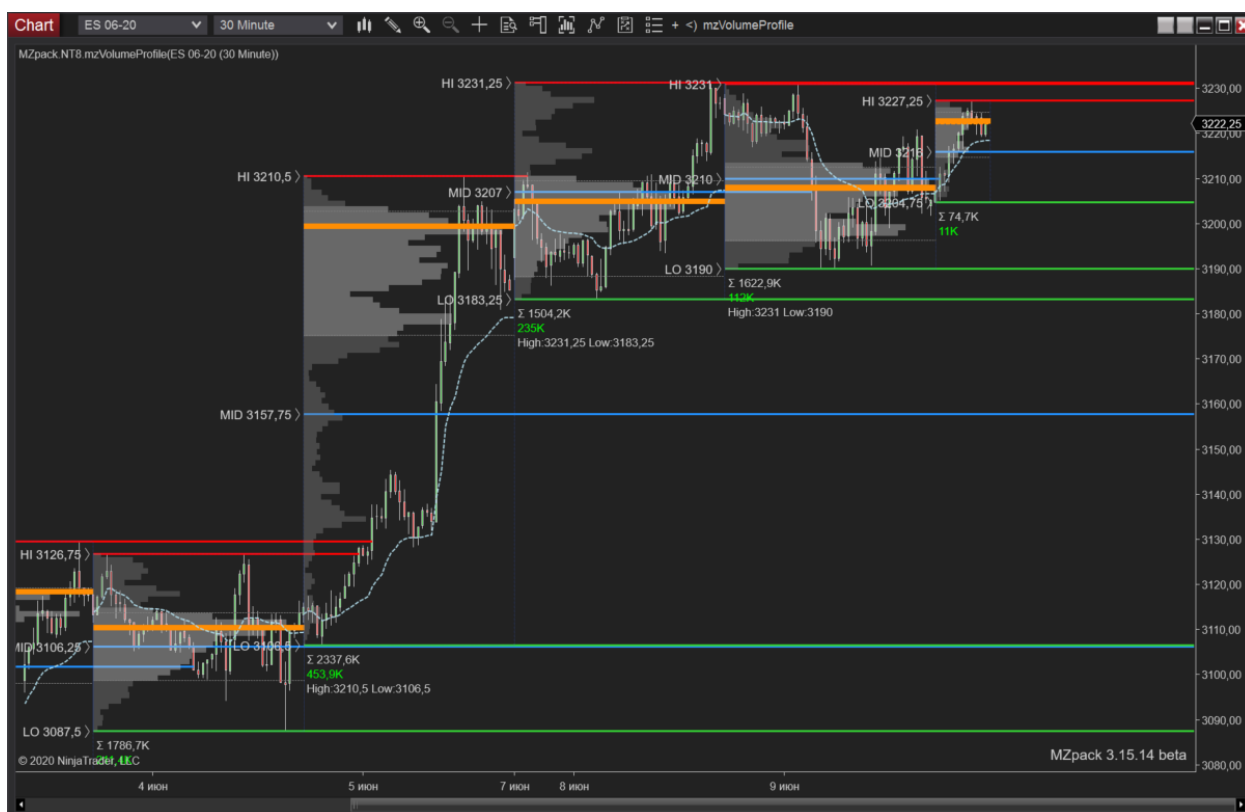 Chart ES 06-20 30 Minute + <) mzVolumeProfile
MZpack.NT8.mzVolumeProfile(ES 06-20 (30 Minute))
HI 3231,25
HI 3231
3230,00
HI 3227,25
3222,25
3220,00
MID 3216
HI 3210,5
MID 3210
3210,00
MID 3207
LO 3204,75
3200,00
Σ 74,7K
11K
LO 3190
3190,00
Σ 1622,9K
112K
High:3231 Low:3190
LO 3183,25
3180,00
Σ 1504,2K
235K
High:3231,25 Low:3183,25
3170,00
3160,00
MID 3157,75
3150,00
3140,00
3130,00
HI 3126,75
3120,00
3110,00
MID 3106,25
LO 3106,5
Σ 2337,6K
453,9K
High:3210,5 Low:3106,5
3100,00
3090,00
LO 3087,5
Σ 1786,7K
© 2020 NinjaTrader, LLC
MZpack 3.15.14 beta
3080,00
4 июн
5 июн
7 июн
8 июн
9 июн